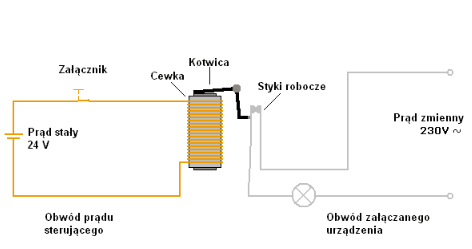 Kotwica
Załącznik
Cewka
Styki robocze
Prąd zmienny
230V ~
Prąd stały
24 V
Obwód prądu
sterującego
Obwód załączanego
urządzenia